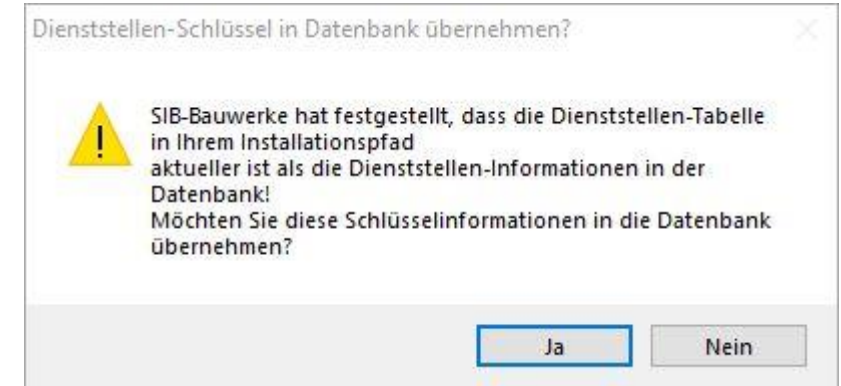 Dienststellen-Schlüssel in Datenbank übernehmen?
SIB-Bauwerke hat festgestellt, dass die Dienststellen-Tabelle
in Ihrem Installationspfad
aktueller ist als die Dienststellen-Informationen in der
Datenbank!
Möchten Sie diese Schlüsselinformationen in die Datenbank
übernehmen?
Ja
Nein